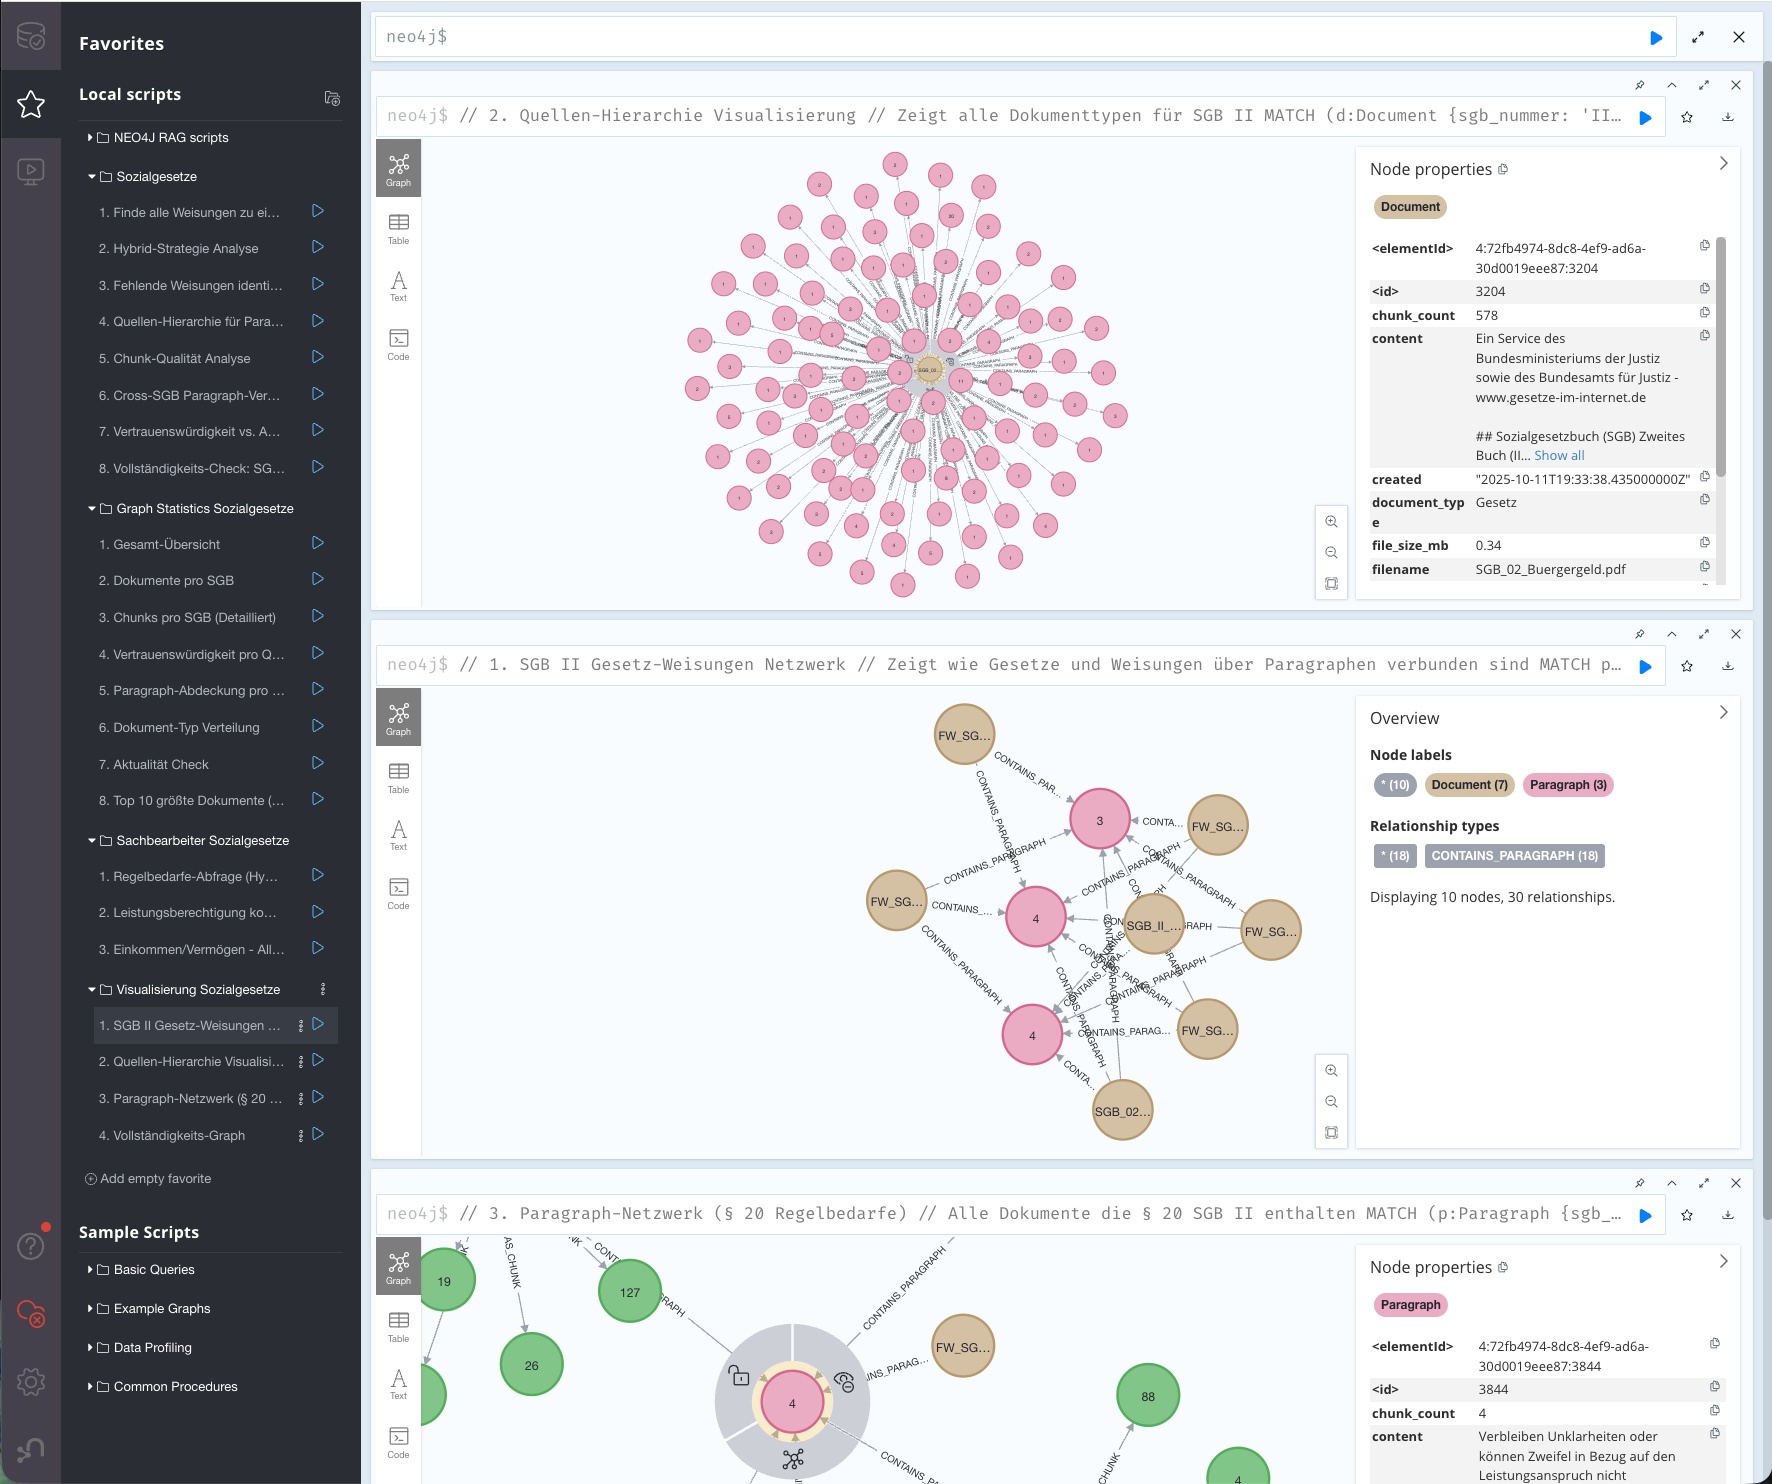 Favorites
Local scripts
NEO4J RAG scripts
Sozialgesetze
1. Finde alle Weisungen zu ei...
2. Hybrid-Strategie Analyse
3. Fehlende Weisungen identi...
4. Quellen-Hierarchie für Para...
5. Chunk-Qualität Analyse
6. Cross-SGB Paragraph-Ver...
7. Vertrauenswürdigkeit vs. A...
8. Vollständigkeits-Check: SG...
Graph Statistics Sozialgesetze
1. Gesamt-Übersicht
2. Dokumente pro SGB
3. Chunks pro SGB (Detailliert)
4. Vertrauenswürdigkeit pro Q...
5. Paragraph-Abdeckung pro ...
6. Dokument-Typ Verteilung
7. Aktualität Check
8. Top 10 größte Dokumente (...
Sachbearbeiter Sozialgesetze
1. Regelbedarfe-Abfrage (Hy...
2. Leistungsberechtigung ko...
3. Einkommen/Vermögen - All...
Visualisierung Sozialgesetze
1. SGB II Gesetz-Weisungen ...
2. Quellen-Hierarchie Visualisi...
3. Paragraph-Netzwerk (§ 20 ...
4. Vollständigkeits-Graph
Add empty favorite
Sample Scripts
Basic Queries
Example Graphs
Data Profiling
Common Procedures
neo4j$
neo4j$ // 2. Quellen-Hierarchie Visualisierung // Zeigt alle Dokumenttypen für SGB II MATCH (d:Document {sgb_nummer: 'II...
Graph
Table
Text
Code
SGB_02...
Node properties
Document
<elementId> 4:72fb4974-8dc8-4ef9-ad6a-
30d0019eee87:3204
<id> 3204
chunk_count 578
content Ein Service des
Bundesministeriums der Justiz
sowie des Bundesamts für Justiz -
www.gesetze-im-internet.de
## Sozialgesetzbuch (SGB) Zweites
Buch (II... Show all
created "2025-10-11T19:33:38.435000000Z"
document_typ Gesetz
e
file_size_mb 0.34
filename SGB_02_Buergergeld.pdf
neo4j$ // 1. SGB II Gesetz-Weisungen Netzwerk // Zeigt wie Gesetze und Weisungen über Paragraphen verbunden sind MATCH p...
Graph
Table
Text
Code
FW_SG...
CONTAINS_PAR...
CONTAINS_PARAGRAPH
3
CONTA...
FW_SG...
CONTAINS_PARAGRAPH
CONTAINS_PARAGRAPH
CONTAINS_PARAGRAPH
FW_SG...
CONTAINS_...
4
SGB_II_...
FW_SG...
CONTAINS_PARAGRAPH
CONTAINS_PARAGRAPH
4
CONTAINS_PARAG...
FW_SG...
CONTA...
SGB_02...
Overview
Node labels
* (10) Document (7) Paragraph (3)
Relationship types
* (18) CONTAINS_PARAGRAPH (18)
Displaying 10 nodes, 30 relationships.
neo4j$ // 3. Paragraph-Netzwerk (§ 20 Regelbedarfe) // Alle Dokumente die § 20 SGB II enthalten MATCH (p:Paragraph {sgb_...
Graph
Table
Text
Code
19
AS_CHUNK
26
127
CONTAINS_PARAGRAPH
FW_SG...
4
88
CHUNK
CONTAINS_PA...
4
Node properties
Paragraph
<elementId> 4:72fb4974-8dc8-4ef9-ad6a-
30d0019eee87:3844
<id> 3844
chunk_count 4
content Verbleiben Unklarheiten oder
können Zweifel in Bezug auf den
Leistungsanspruch nicht